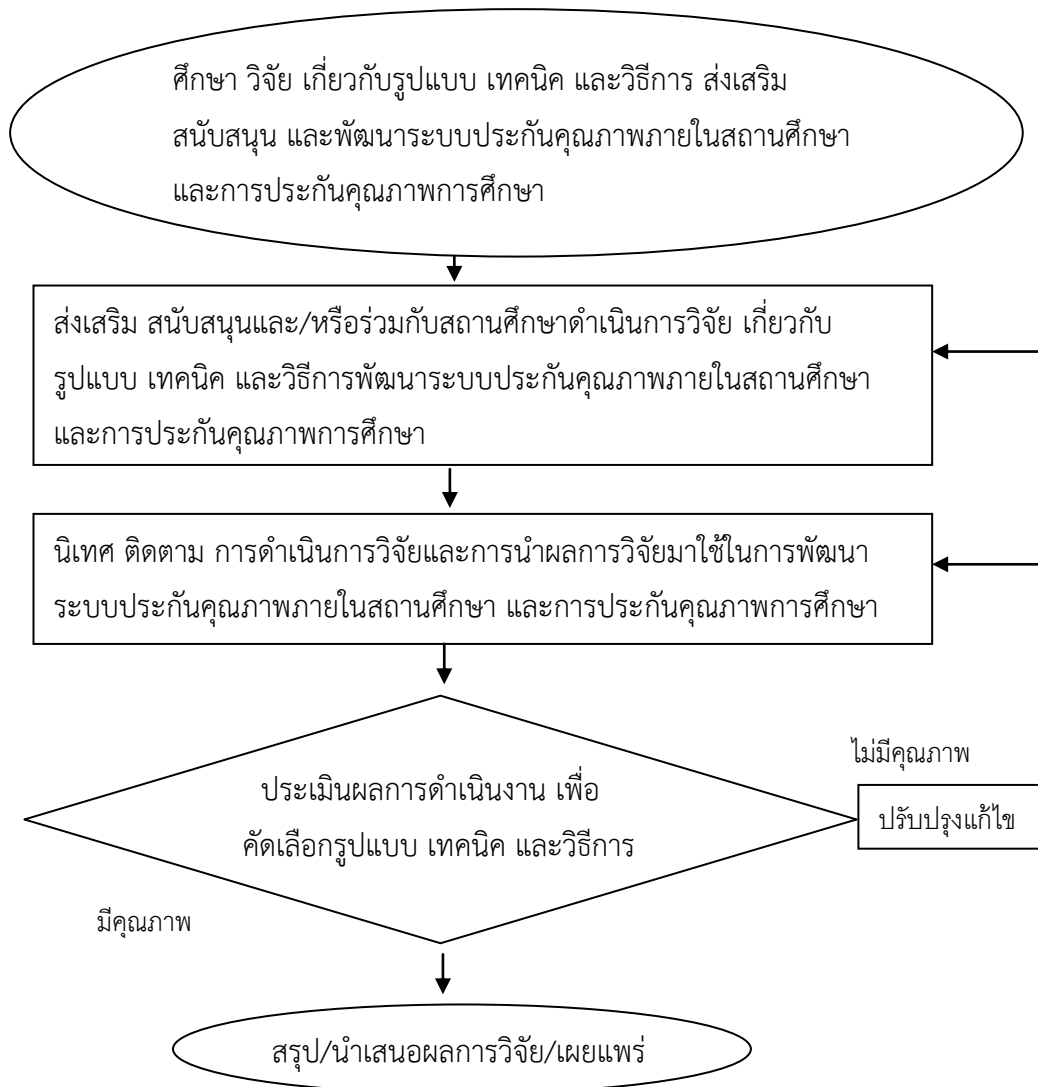 ศึกษา วิจัย เกี่ยวกับรูปแบบ เทคนิค และวิธีการ ส่งเสริม
สนับสนุน และพัฒนาระบบประกันคุณภาพภายในสถานศึกษา
และการประกันคุณภาพการศึกษา
ส่งเสริม สนับสนุนและ/หรือร่วมกับสถานศึกษาดำเนินการวิจัย เกี่ยวกับ
รูปแบบ เทคนิค และวิธีการพัฒนาระบบประกันคุณภาพภายในสถานศึกษา
และการประกันคุณภาพการศึกษา
นิเทศ ติดตาม การดำเนินการวิจัยและการนำผลการวิจัยมาใช้ในการพัฒนา
ระบบประกันคุณภาพภายในสถานศึกษา และการประกันคุณภาพการศึกษา
ประเมินผลการดำเนินงาน เพื่อ
คัดเลือกรูปแบบ เทคนิค และวิธีการ
ไม่มีคุณภาพ
ปรับปรุงแก้ไข
มีคุณภาพ
สรุป/นำเสนอผลการวิจัย/เผยแพร่